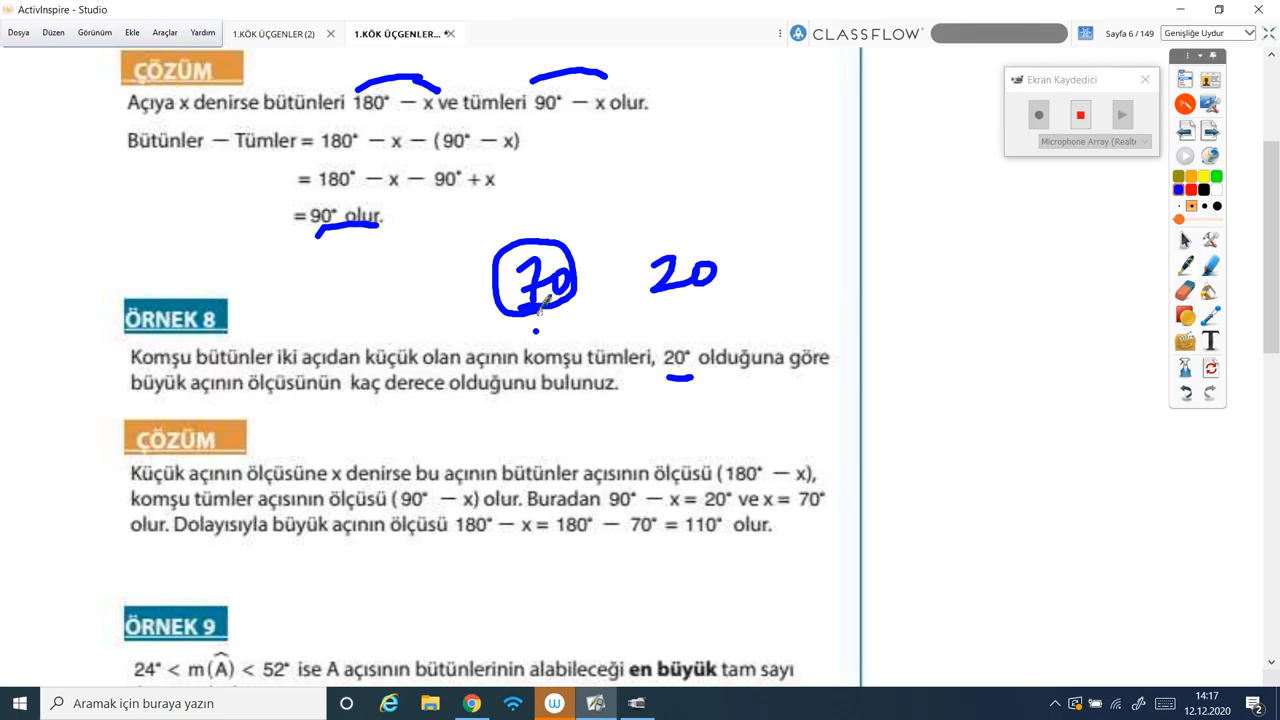 ActivInspire - Studio
Dosya Düzen Görünüm Ekle Araçlar Yardım
1.KÖK ÜÇGENLER (2)
1.KÖK ÜÇGENLER...*
CLASSFLOW
Sayfa 6 / 149
Genişliğe Uydur
Ekran Kaydedici
Microphone Array (Realte
ÇÖZÜM
Açıya x denirse bütünleri 180° − x ve tümleri 90° − x olur.
Bütünler − Tümler = 180° − x − (90° − x)
= 180° − x − 90° + x
= 90° olur.
70 20
ÖRNEK 8
Komşu bütünler iki açıdan küçük olan açının komşu tümleri, 20° olduğuna göre
büyük açının ölçüsünün kaç derece olduğunu bulunuz.
ÇÖZÜM
Küçük açının ölçüsüne x denirse bu açının bütünler açısının ölçüsü (180° − x),
komşu tümler açısının ölçüsü (90° − x) olur. Buradan 90° − x = 20° ve x = 70°
olur. Dolayısıyla büyük açının ölçüsü 180° − x = 180° − 70° = 110° olur.
ÖRNEK 9
24° < m(Â) < 52° ise A açısının bütünlerinin alabileceği en büyük tam sayı
Aramak için buraya yazın
14:17
12.12.2020
2